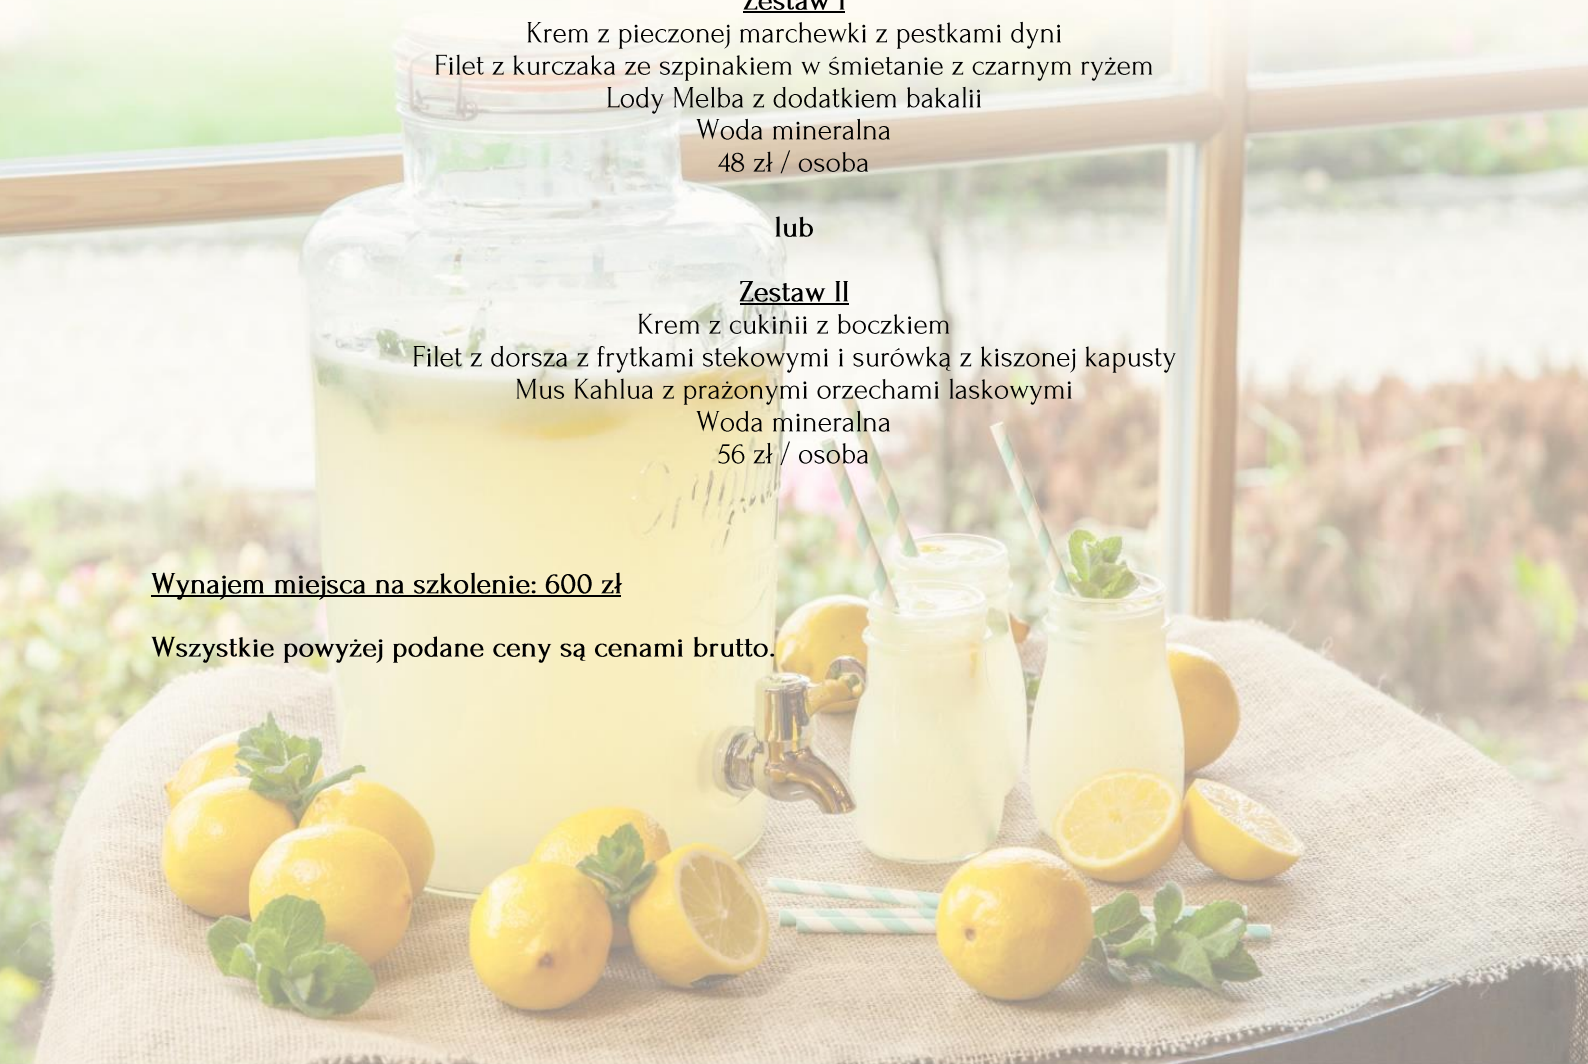 Zestaw I
Krem z pieczonej marchewki z pestkami dyni
Filet z kurczaka ze szpinakiem w śmietanie z czarnym ryżem
Lody Melba z dodatkiem bakalii
Woda mineralna
48 zł / osoba
lub
Zestaw II
Krem z cukinii z boczkiem
Filet z dorsza z frytkami stekowymi i surówką z kiszonej kapusty
Mus Kahlua z prażonymi orzechami laskowymi
Woda mineralna
56 zł / osoba
Wynajem miejsca na szkolenie: 600 zł
Wszystkie powyżej podane ceny są cenami brutto.